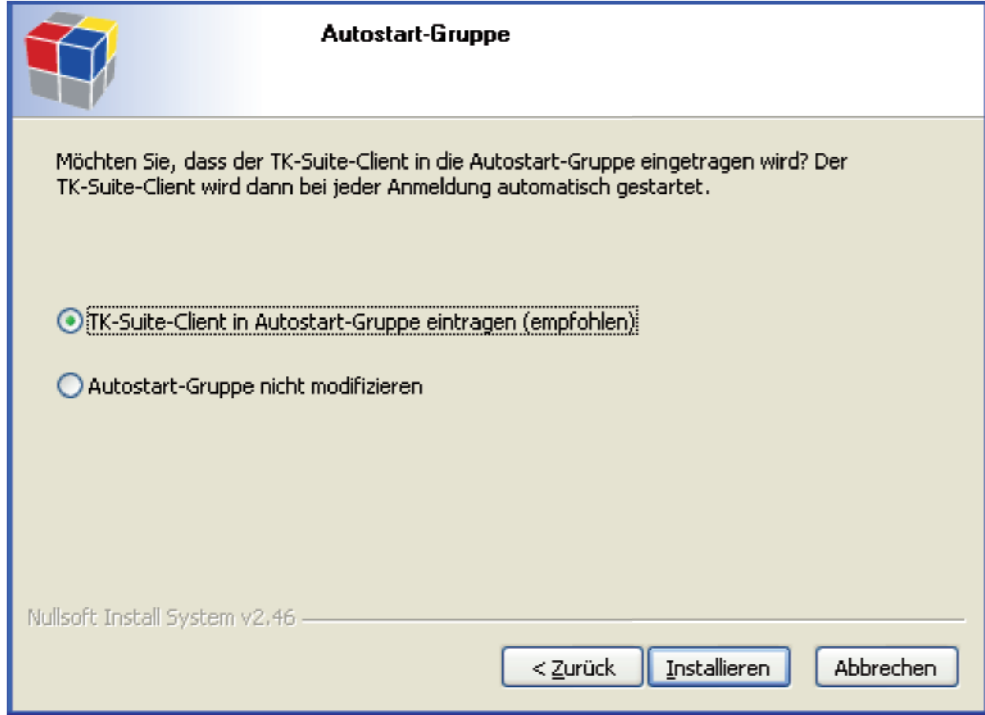 Autostart-Gruppe
Möchten Sie, dass der TK-Suite-Client in die Autostart-Gruppe eingetragen wird? Der
TK-Suite-Client wird dann bei jeder Anmeldung automatisch gestartet.
TK-Suite-Client in Autostart-Gruppe eintragen (empfohlen)
Autostart-Gruppe nicht modifizieren
Nullsoft Install System v2.46
< Zurück Installieren Abbrechen